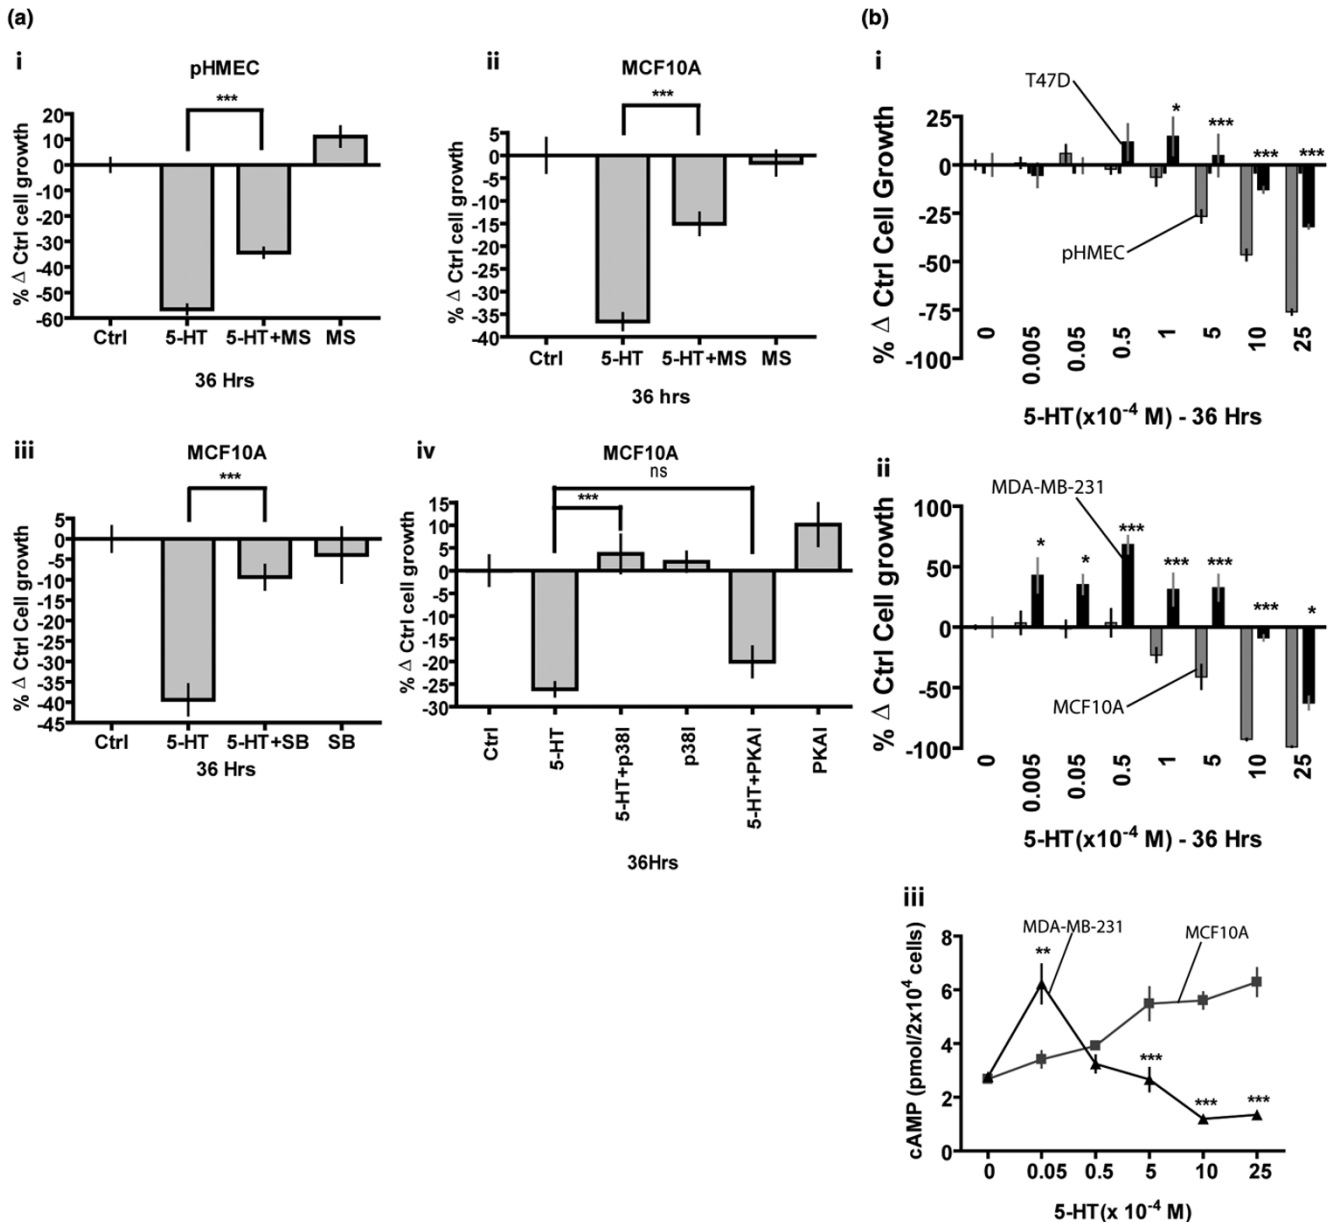 (a)
i
pHMEC
***
% Δ Ctrl cell growth
20
10
0
-10
-20
-30
-40
-50
-60
Ctrl 5-HT 5-HT+MS MS
36 Hrs
ii
MCF10A
***
% Δ Ctrl cell growth
5
0
-5
-10
-15
-20
-25
-30
-35
-40
Ctrl 5-HT 5-HT+MS MS
36 hrs
iii
MCF10A
***
% Δ Ctrl Cell growth
5
0
-5
-10
-15
-20
-25
-30
-35
-40
-45
Ctrl 5-HT 5-HT+SB SB
36 Hrs
iv
MCF10A
ns
***
% Δ Ctrl cell growth
15
10
5
0
-5
-10
-15
-20
-25
-30
Ctrl 5-HT 5-HT+p38I p38I 5-HT+PKAI PKAI
36Hrs
(b)
i
T47D
* *** *** ***
pHMEC
% Δ Ctrl Cell Growth
25
0
-25
-50
-75
-100
0 0.005 0.05 0.5 1 5 10 25
5-HT(x10⁻⁴ M) - 36 Hrs
ii
MDA-MB-231
* * *** *** *** *** *
MCF10A
% Δ Ctrl Cell growth
100
50
0
-50
-100
0 0.005 0.05 0.5 1 5 10 25
5-HT(x10⁻⁴ M) - 36 Hrs
iii
MDA-MB-231 MCF10A
** *** *** ***
cAMP (pmol/2x10⁴ cells)
8
6
4
2
0
0 0.05 0.5 5 10 25
5-HT(x 10⁻⁴ M)